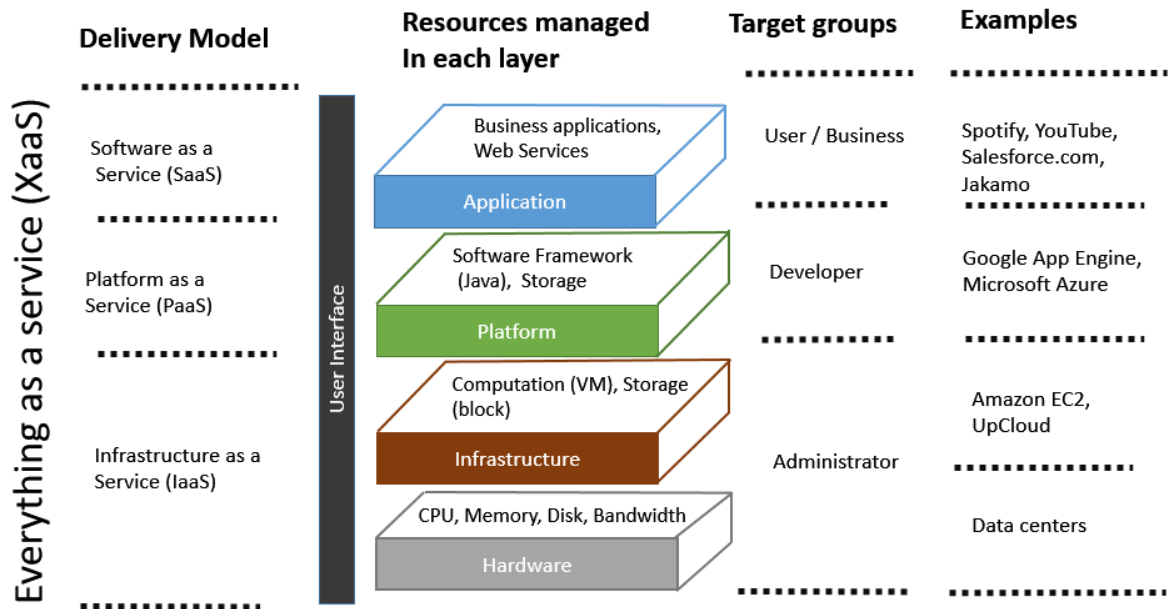 Everything as a service (XaaS)
Delivery Model
Resources managed
In each layer
Target groups
Examples
User Interface
Software as a
Service (SaaS)
Business applications,
Web Services
Application
User / Business
Spotify, YouTube,
Salesforce.com,
Jakamo
Platform as a
Service (PaaS)
Software Framework
(Java), Storage
Platform
Developer
Google App Engine,
Microsoft Azure
Infrastructure as a
Service (IaaS)
Computation (VM), Storage
(block)
Infrastructure
Administrator
Amazon EC2,
UpCloud
CPU, Memory, Disk, Bandwidth
Hardware
Data centers